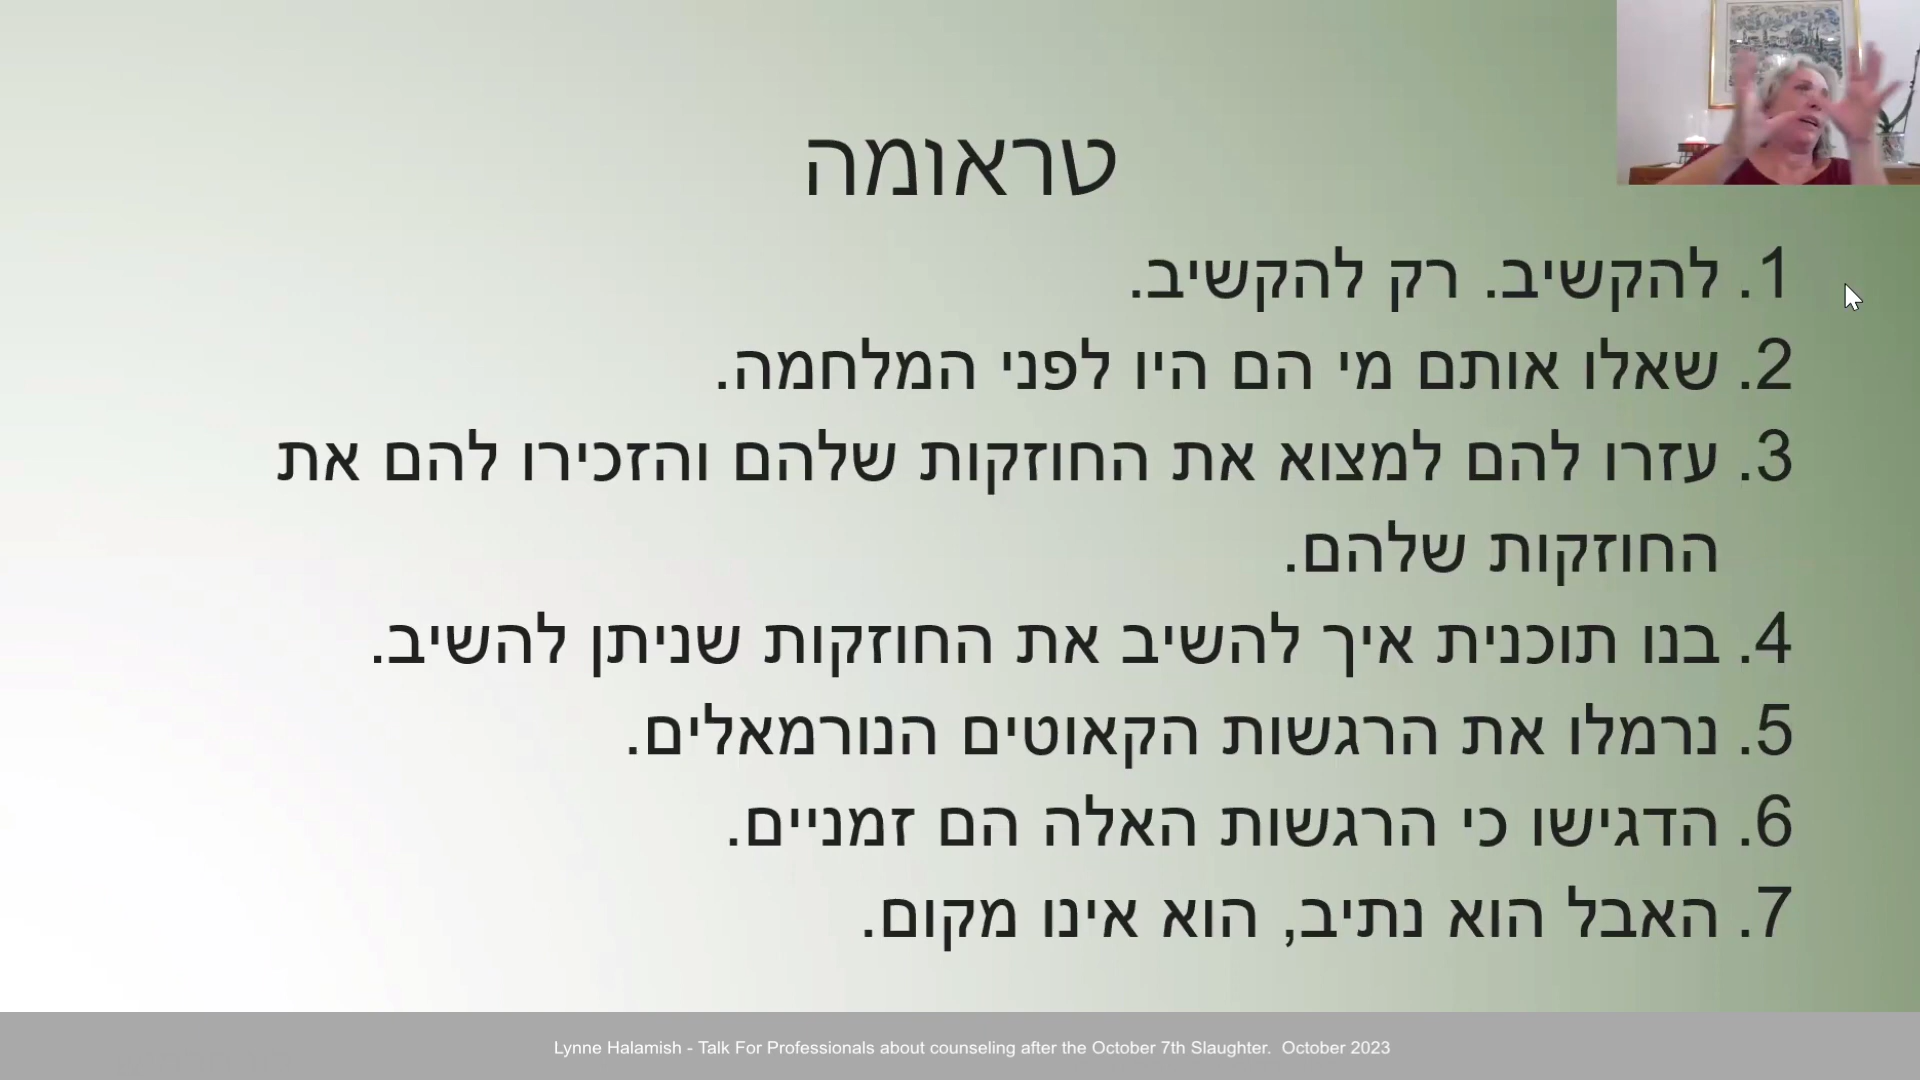 טראומה
1. להקשיב. רק להקשיב.
2. שאלו אותם מי הם היו לפני המלחמה.
3. עזרו להם למצוא את החוזקות שלהם והזכירו להם את
החוזקות שלהם.
4. בנו תוכנית איך להשיב את החוזקות שניתן להשיב.
5. נרמלו את הרגשות הקאוטים הנורמאלים.
6. הדגישו כי הרגשות האלה הם זמניים.
7. האבל הוא נתיב, הוא אינו מקום.
Lynne Halamish - Talk For Professionals about counseling after the October 7th Slaughter. October 2023